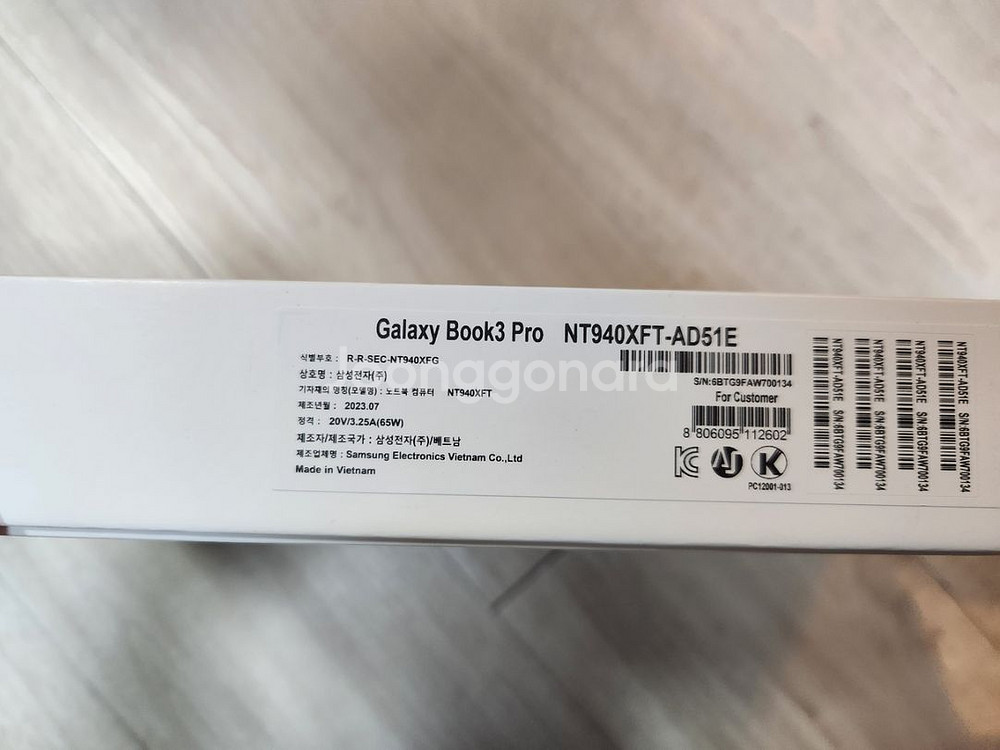 Galaxy Book3 Pro NT940XFT-AD51E
식별부호 : R-R-SEC-NT940XFG
상호명 : 삼성전자(주)
기자재의 명칭(모델명) : 노트북 컴퓨터 NT940XFT
제조년월 : 2023.07
정격 : 20V/3.25A(65W)
제조자/제조국가 : 삼성전자(주)/베트남
제조업체명 : Samsung Electronics Vietnam Co.,Ltd
Made in Vietnam
S/N:6BTG9FAW700134
For Customer
8 806095 112602
PC12001-013
NT940XFT-AD51E S/N:6BTG9FAW700134
NT940XFT-AD51E S/N:6BTG9FAW700134
NT940XFT-AD51E S/N:6BTG9FAW700134
NT940XFT-AD51E S/N:6BTG9FAW700134